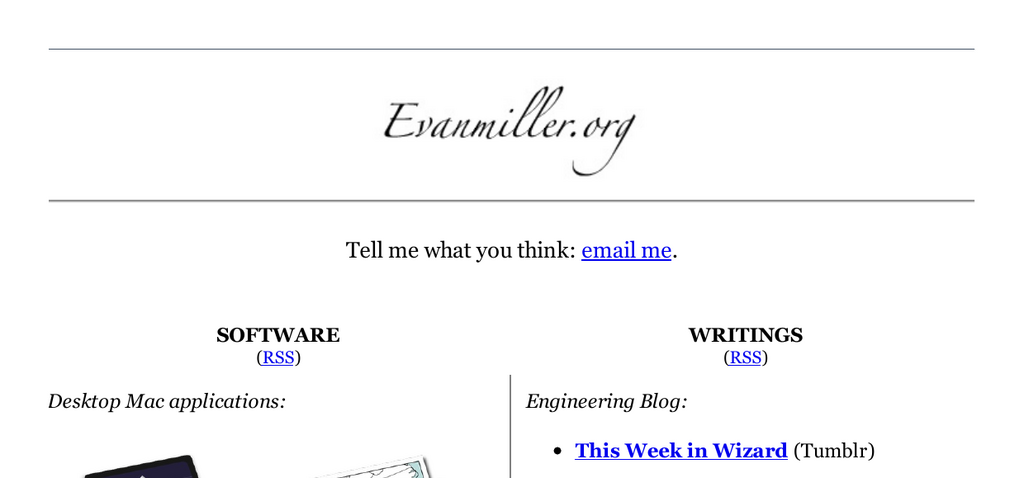 Evanmiller.org
Tell me what you think: email me.
SOFTWARE
(RSS)
Desktop Mac applications:
WRITINGS
(RSS)
Engineering Blog:
• This Week in Wizard (Tumblr)